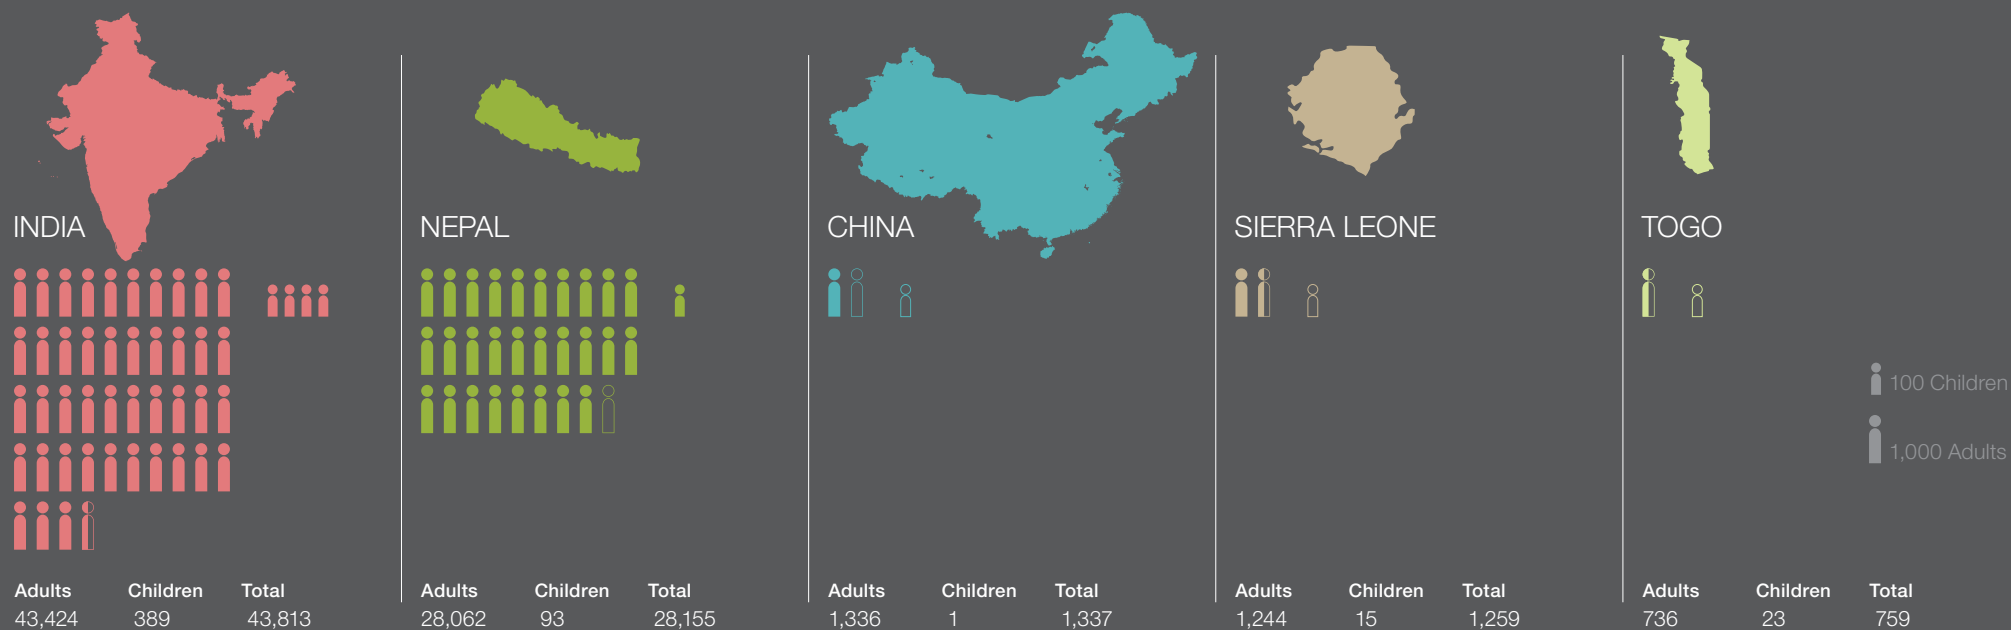 INDIA
Adults Children Total
43,424 389 43,813
NEPAL
Adults Children Total
28,062 93 28,155
CHINA
Adults Children Total
1,336 1 1,337
SIERRA LEONE
Adults Children Total
1,244 15 1,259
TOGO
100 Children
1,000 Adults
Adults Children Total
736 23 759